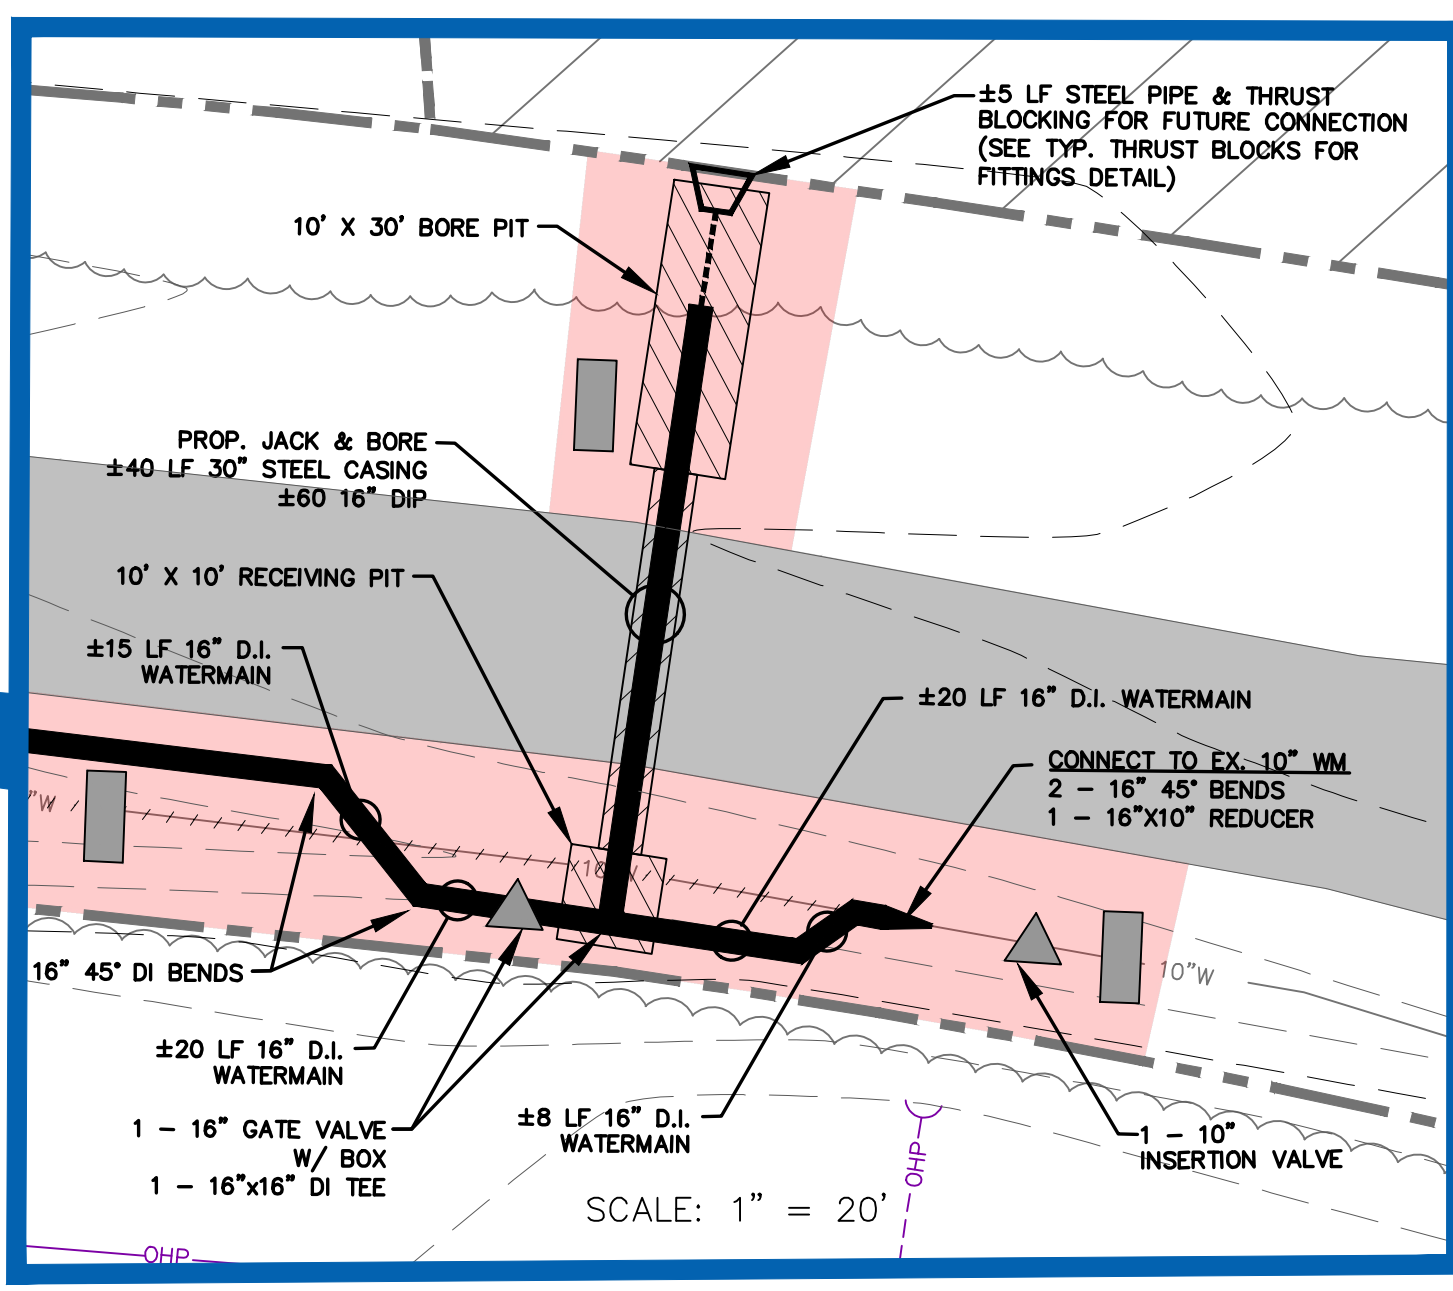 ±5 LF STEEL PIPE & THRUST
BLOCKING FOR FUTURE CONNECTION
(SEE TYP. THRUST BLOCKS FOR
FITTINGS DETAIL)
10' X 30' BORE PIT
PROP. JACK & BORE
±40 LF 30" STEEL CASING
±60 16" DIP
10' X 10' RECEIVING PIT
±15 LF 16" D.I.
WATERMAIN
±20 LF 16" D.I. WATERMAIN
CONNECT TO EX. 10" WM
2 - 16" 45° BENDS
1 - 16"X10" REDUCER
"W
10"W
16" 45° DI BENDS
±20 LF 16" D.I.
WATERMAIN
1 - 16" GATE VALVE
W/ BOX
1 - 16"x16" DI TEE
±8 LF 16" D.I.
WATERMAIN
1 - 10"
INSERTION VALVE
OHP
SCALE: 1" = 20'
OHP